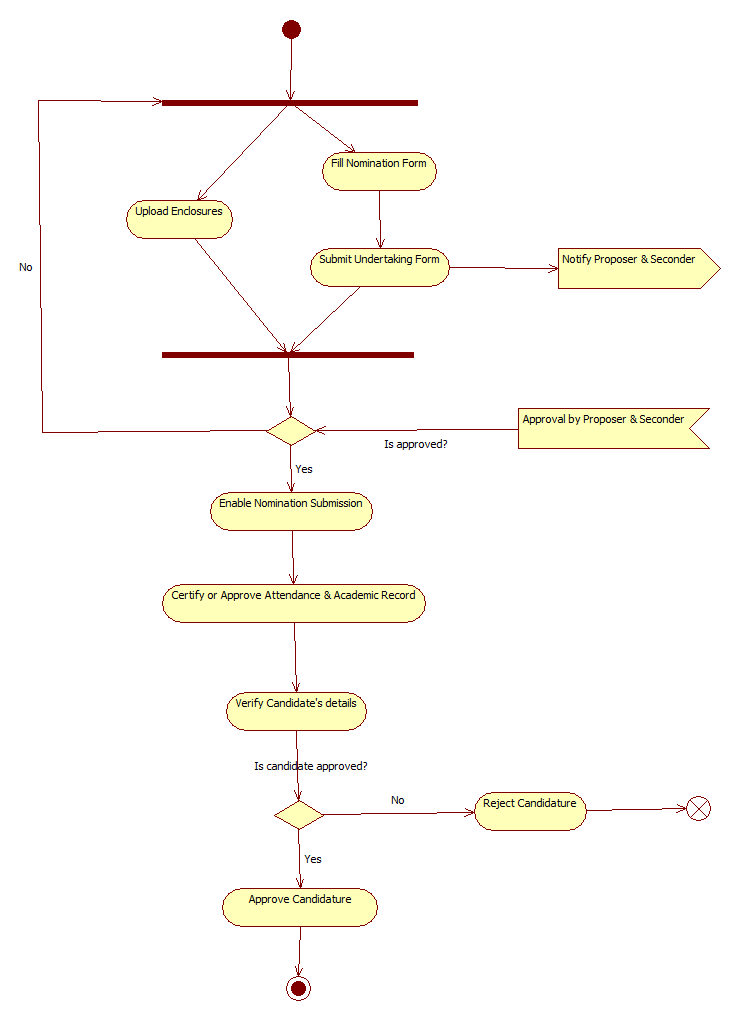 Fill Nomination Form
Upload Enclosures
Submit Undertaking Form
Notify Proposer & Seconder
No
Approval by Proposer & Seconder
Is approved?
Yes
Enable Nomination Submission
Certify or Approve Attendance & Academic Record
Verify Candidate's details
Is candidate approved?
No
Reject Candidature
Yes
Approve Candidature